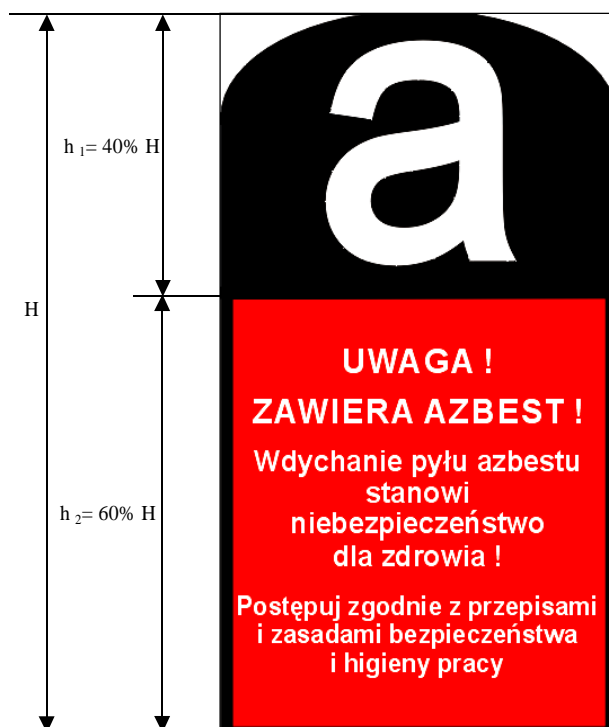 a
h 1= 40% H
H
h 2= 60% H
UWAGA !
ZAWIERA AZBEST !
Wdychanie pyłu azbestu
stanowi
niebezpieczeństwo
dla zdrowia !
Postępuj zgodnie z przepisami
i zasadami bezpieczeństwa
i higieny pracy